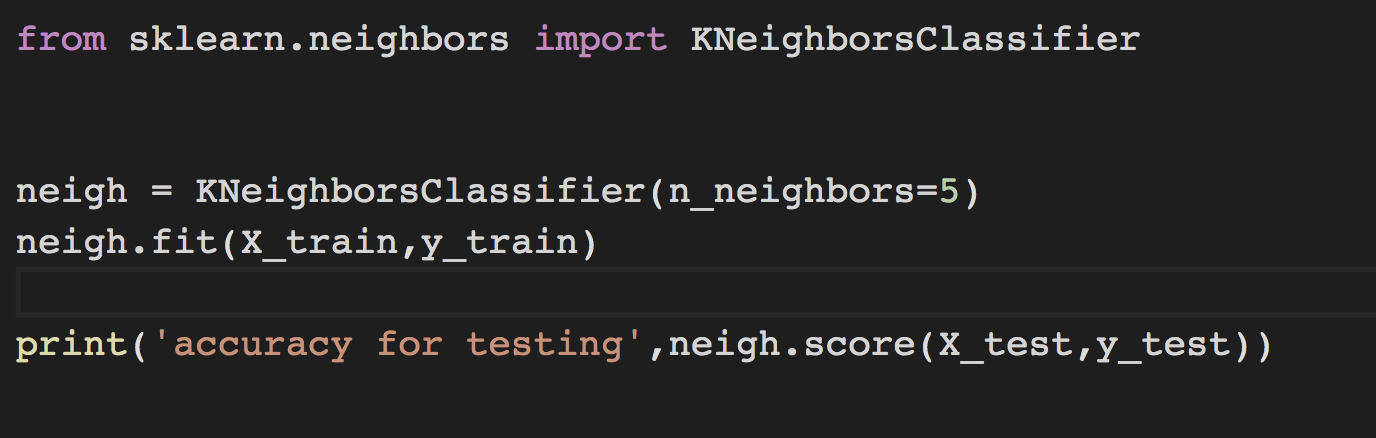 from sklearn.neighbors import KNeighborsClassifier
neigh = KNeighborsClassifier(n_neighbors=5)
neigh.fit(X_train,y_train)
print('accuracy for testing',neigh.score(X_test,y_test))